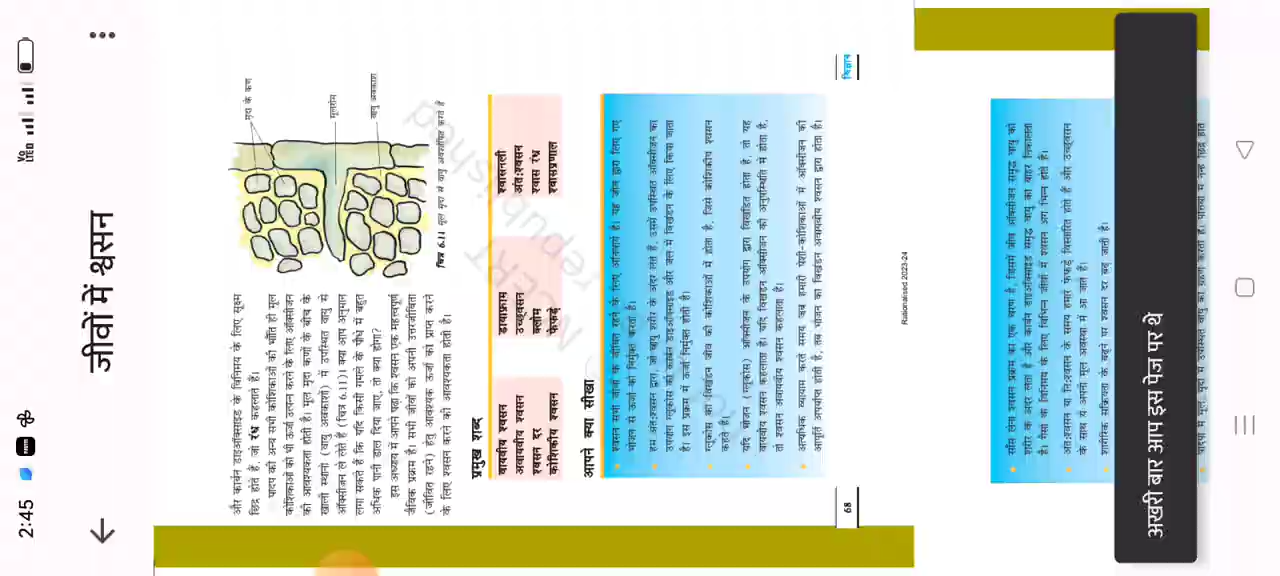 2:45
Vo LTED
जीवों में श्वसन
और कार्बन डाइऑक्साइड के विनिमय के लिए सूक्ष्म
छिद्र होते हैं, जो रंध्र कहलाते हैं।
पादप की अन्य सभी कोशिकाओं की भाँति ही मूल
कोशिकाओं को भी ऊर्जा उत्पन्न करने के लिए ऑक्सीजन
की आवश्यकता होती है। मूल मृदा कणों के बीच के
खाली स्थानों (वायु अवकाशों) में उपस्थित वायु से
ऑक्सीजन ले लेते हैं (चित्र 6.11)। क्या आप अनुमान
लगा सकते हैं कि यदि किसी गमले के पौधे में बहुत
अधिक पानी डाल दिया जाए, तो क्या होगा?
इस अध्याय में आपने पढ़ा कि श्वसन एक महत्त्वपूर्ण
जैविक प्रक्रम है। सभी जीवों को अपनी उत्तरजीविता
(जीवित रहने) हेतु आवश्यक ऊर्जा को प्राप्त करने
के लिए श्वसन करने की आवश्यकता होती है।
मृदा के कण
मूलरोम
वायु अवकाश
चित्र 6.11 मूल मृदा से वायु अवशोषित करते हैं
प्रमुख शब्द
वायवीय श्वसन
अवायवीय श्वसन
श्वसन दर
कोशिकीय श्वसन
डायाफ्राम
उच्छ्वसन
क्लोम
फेफड़े
श्वासनली
अंतःश्वसन
श्वास रंध्र
श्वासप्रणाल
आपने क्या सीखा
श्वसन सभी जीवों के जीवित रहने के लिए अनिवार्य है। यह जीव द्वारा लिए गए
भोजन से ऊर्जा को निर्मुक्त करता है।
हम अंतःश्वसन द्वारा, जो वायु शरीर के अंदर लेते हैं, उसमें उपस्थित ऑक्सीजन का
उपयोग ग्लूकोस को कार्बन डाइऑक्साइड और जल में विखंडन के लिए किया जाता
है। इस प्रक्रम में ऊर्जा निर्मुक्त होती है।
ग्लूकोस का विखंडन जीव की कोशिकाओं में होता है, जिसे कोशिकीय श्वसन
कहते हैं।
यदि भोजन (ग्लूकोस) ऑक्सीजन के उपयोग द्वारा विखंडित होता है, तो यह
वायवीय श्वसन कहलाता है। यदि विखंडन ऑक्सीजन की अनुपस्थिति में होता है,
तो श्वसन अवायवीय श्वसन कहलाता है।
अत्यधिक व्यायाम करते समय जब हमारी पेशी-कोशिकाओं में ऑक्सीजन की
आपूर्ति अपर्याप्त होती है, तब भोजन का विखंडन अवायवीय श्वसन द्वारा होता है।
68
विज्ञान
Rationalised 2023-24
साँस लेना श्वसन प्रक्रम का एक चरण है, जिसमें जीव ऑक्सीजन समृद्ध वायु को
शरीर के अंदर लेता है और कार्बन डाइऑक्साइड समृद्ध वायु को बाहर निकालता
है। गैसों के विनिमय के लिए विभिन्न जीवों में श्वसन अंग भिन्न होते हैं।
अंतःश्वसन या निःश्वसन के समय हमारे फेफड़े विस्तारित होते हैं और उच्छ्वसन
के साथ ये अपनी मूल अवस्था में आ जाते हैं।
शारीरिक सक्रियता के बढ़ने पर श्वसन दर बढ़ जाती है।
अखरी बार आप इस पेज पर थे